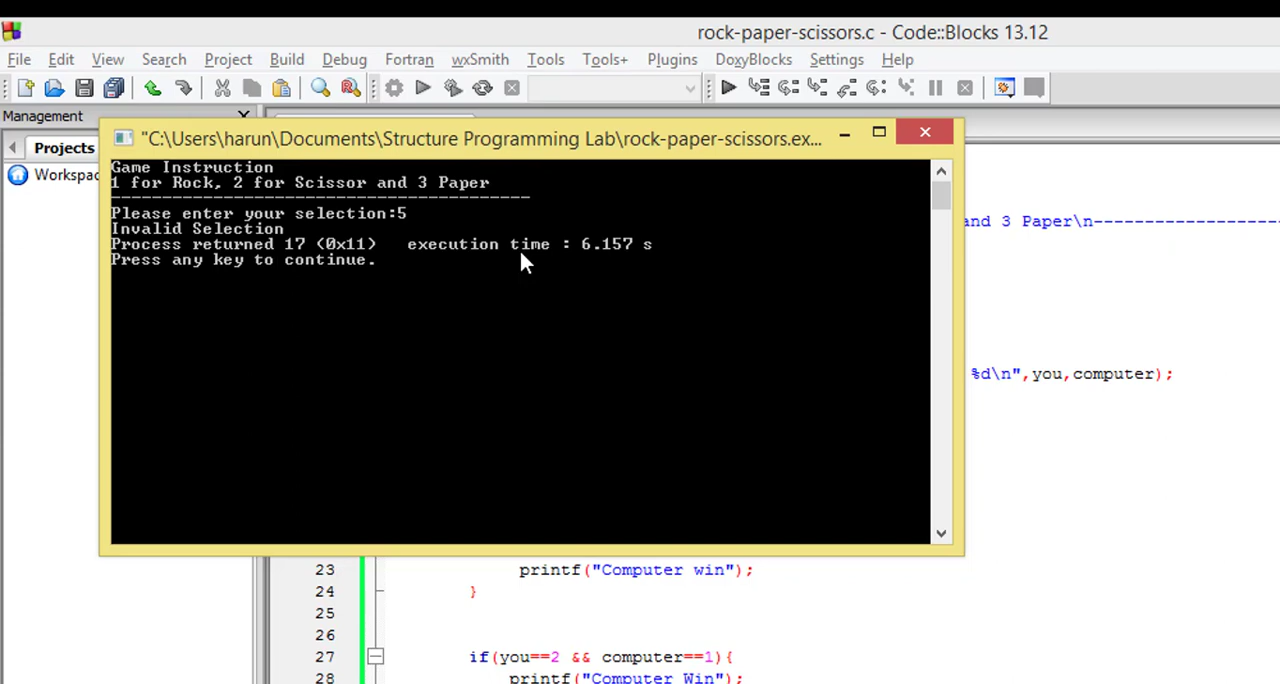 rock-paper-scissors.c - Code::Blocks 13.12
File Edit View Search Project Build Debug Fortran wxSmith Tools Tools+ Plugins DoxyBlocks Settings Help
Management
Projects
"C:\Users\harun\Documents\Structure Programming Lab\rock-paper-scissors.ex...
Game Instruction
1 for Rock, 2 for Scissor and 3 Paper
-----------------------------------------
Please enter your selection:5
Invalid Selection
Process returned 17 (0x11)   execution time : 6.157 s
Press any key to continue.
and 3 Paper\n-------------------
%d\n",you,computer);
23 printf("Computer win");
24 }
25
26
27 if(you==2 && computer==1){
28 printf("Computer Win");